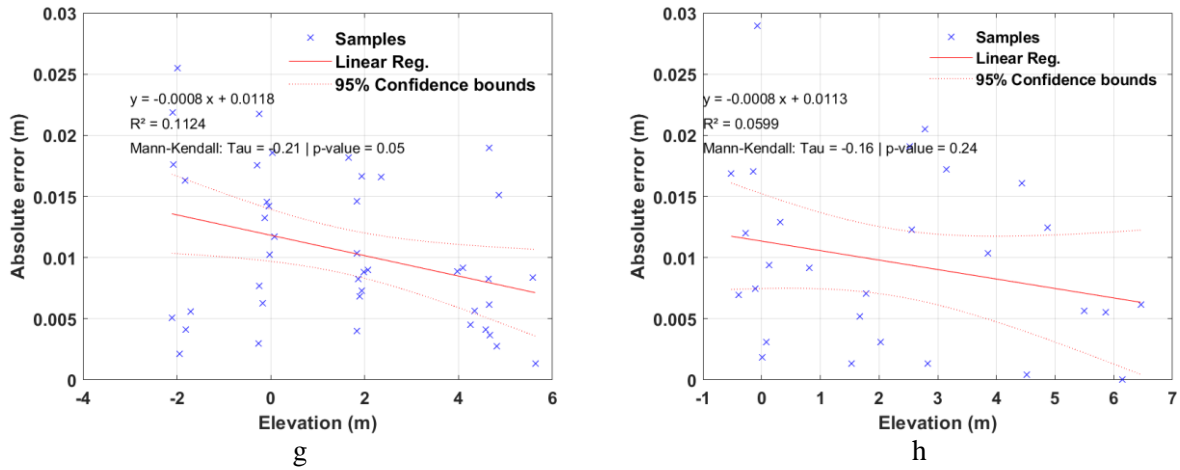 0.03
0.025
0.02
0.015
0.01
0.005
0
Absolute error (m)
Samples
Linear Reg.
95% Confidence bounds
y = -0.0008 x + 0.0118
R² = 0.1124
Mann-Kendall: Tau = -0.21 | p-value = 0.05
-4 -2 0 2 4 6
Elevation (m)
g
0.03
0.025
0.02
0.015
0.01
0.005
0
Absolute error (m)
Samples
Linear Reg.
95% Confidence bounds
y = -0.0008 x + 0.0113
R² = 0.0599
Mann-Kendall: Tau = -0.16 | p-value = 0.24
-1 0 1 2 3 4 5 6 7
Elevation (m)
h